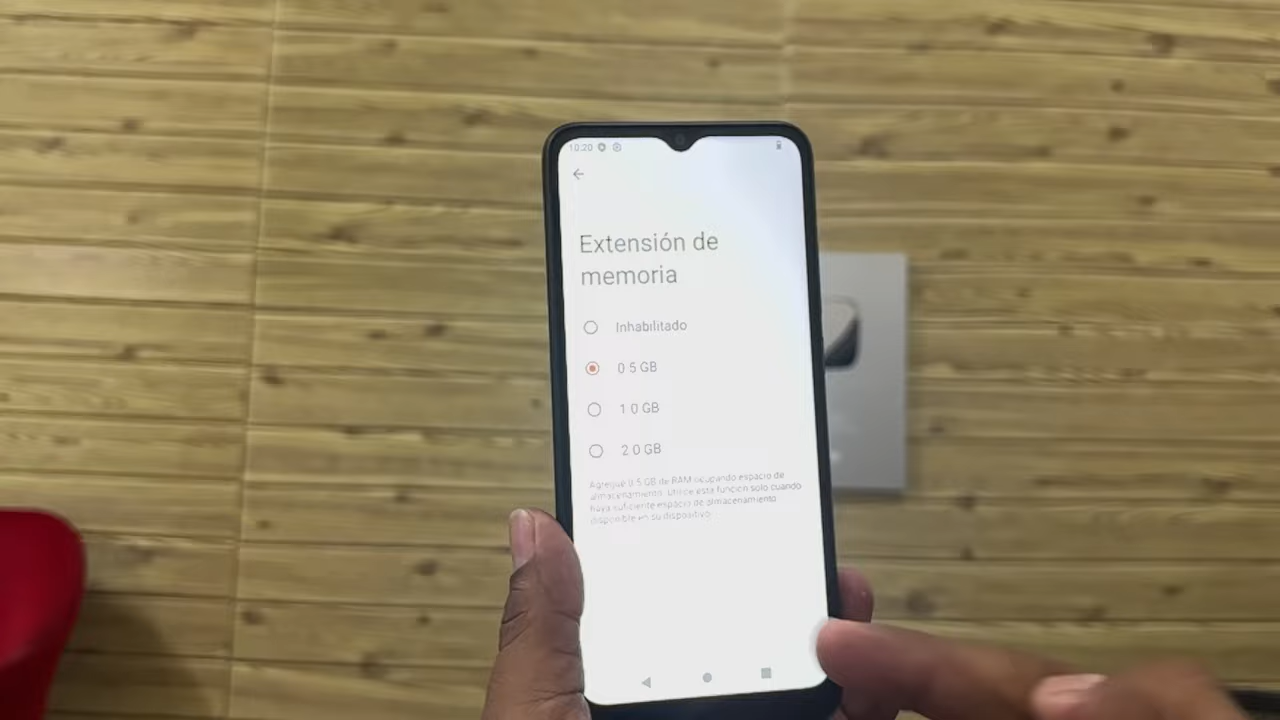 10:20
Extensión de
memoria
Inhabilitado
0 5 GB
1 0 GB
2 0 GB
Agregue 0.5 GB de RAM ocupando espacio de
almacenamiento. Utilice esta función solo cuando
haya suficiente espacio de almacenamiento
disponible en su dispositivo.